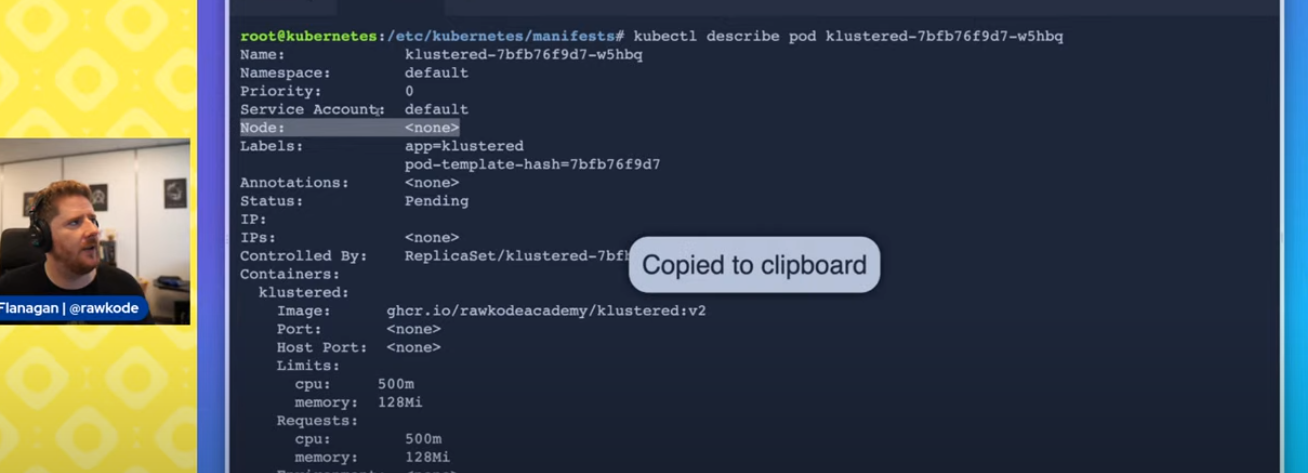 root@kubernetes:/etc/kubernetes/manifests# kubectl describe pod klustered-7bfb76f9d7-w5hbq
Name: klustered-7bfb76f9d7-w5hbq
Namespace: default
Priority: 0
Service Account: default
Node: <none>
Labels: app=klustered
pod-template-hash=7bfb76f9d7
Annotations: <none>
Status: Pending
IP:
IPs: <none>
Controlled By: ReplicaSet/klustered-7bfb
Copied to clipboard
Containers:
klustered:
Image: ghcr.io/rawkodeacademy/klustered:v2
Port: <none>
Host Port: <none>
Limits:
cpu: 500m
memory: 128Mi
Requests:
cpu: 500m
memory: 128Mi
Flanagan | @rawkode